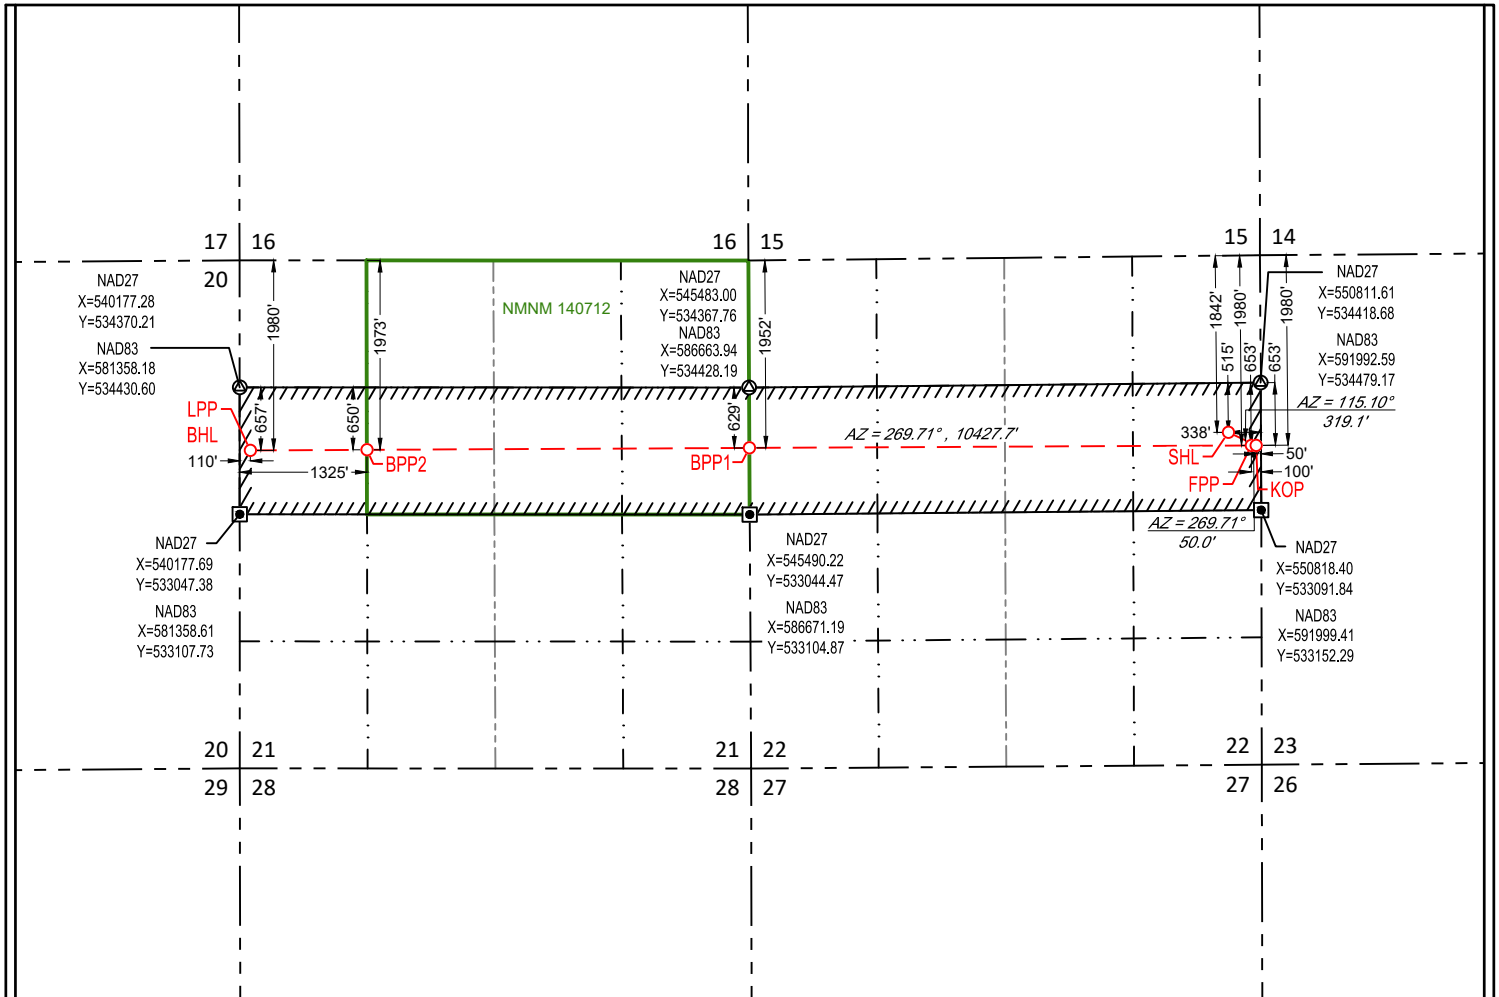 17 16
16 15
15 14
20
NAD27
X=540177.28
Y=534370.21
NAD83
X=581358.18
Y=534430.60
1980'
1973'
NMNM 140712
NAD27
X=545483.00
Y=534367.76
NAD83
X=586663.94
Y=534428.19
1952'
1842'
1980'
1980'
NAD27
X=550811.61
Y=534418.68
NAD83
X=591992.59
Y=534479.17
515'
653'
653'
AZ = 115.10°
319.1'
LPP
BHL
657'
650'
629'
AZ = 269.71° , 10427.7'
338'
SHL
110'
1325'
BPP2
BPP1
50'
100'
FPP
KOP
AZ = 269.71°
50.0'
NAD27
X=540177.69
Y=533047.38
NAD83
X=581358.61
Y=533107.73
NAD27
X=545490.22
Y=533044.47
NAD83
X=586671.19
Y=533104.87
NAD27
X=550818.40
Y=533091.84
NAD83
X=591999.41
Y=533152.29
20 21
21 22
22 23
29 28
28 27
27 26